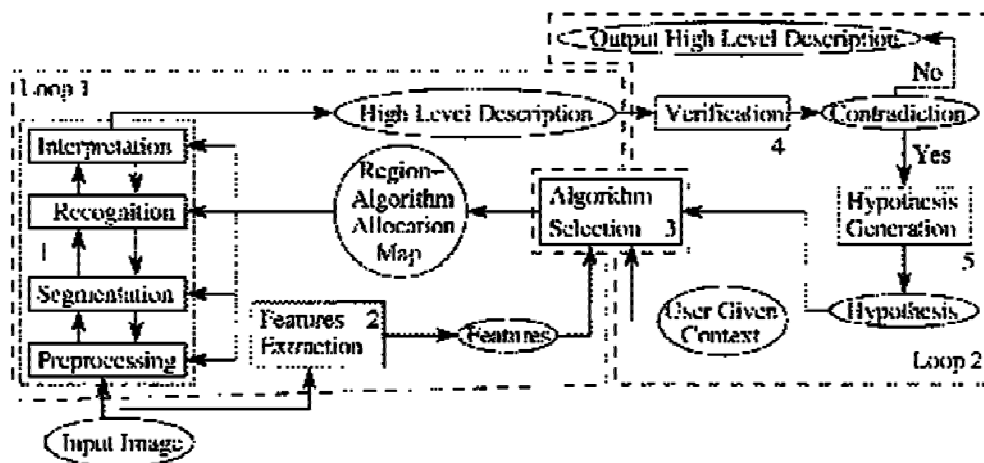 Output High Level Description
No
Loop 1
High Level Description
Verification
4
Contradiction
Interpretation
Yes
Region-
Algorithm
Allocation
Map
Algorithm
Selection 3
Hypothesis
Generation
5
Recognition
1
Segmentation
Features 2
Extraction
Features
User Given
Context
Hypothesis
Preprocessing
Loop 2
Input Image